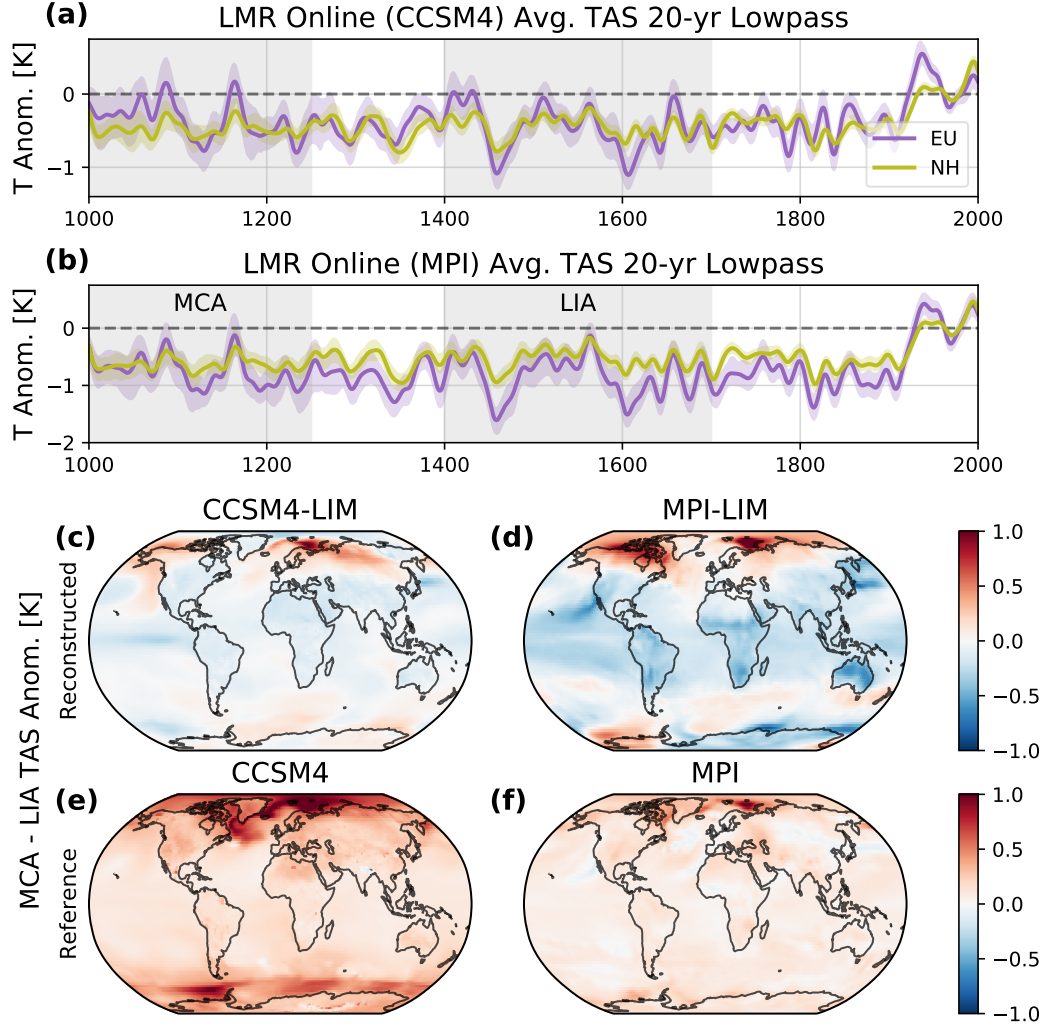 (a) LMR Online (CCSM4) Avg. TAS 20-yr Lowpass
T Anom. [K]
0
−1
EU
NH
1000 1200 1400 1600 1800 2000
(b) LMR Online (MPI) Avg. TAS 20-yr Lowpass
T Anom. [K]
MCA LIA
0
−1
−2
1000 1200 1400 1600 1800 2000
MCA - LIA TAS Anom. [K]
Reconstructed
(c) CCSM4-LIM
(d) MPI-LIM
1.0
0.5
0.0
−0.5
−1.0
Reference
(e) CCSM4
(f) MPI
1.0
0.5
0.0
−0.5
−1.0